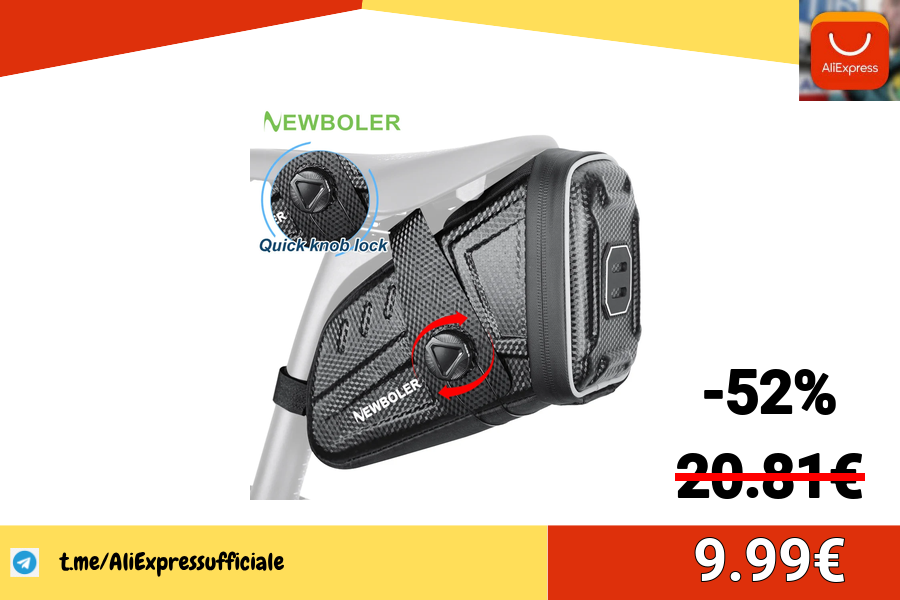 AliExpress
NEWBOLER
Quick knob lock
NEWBOLER
-52%
20.81€
t.me/AliExpressufficiale
9.99€